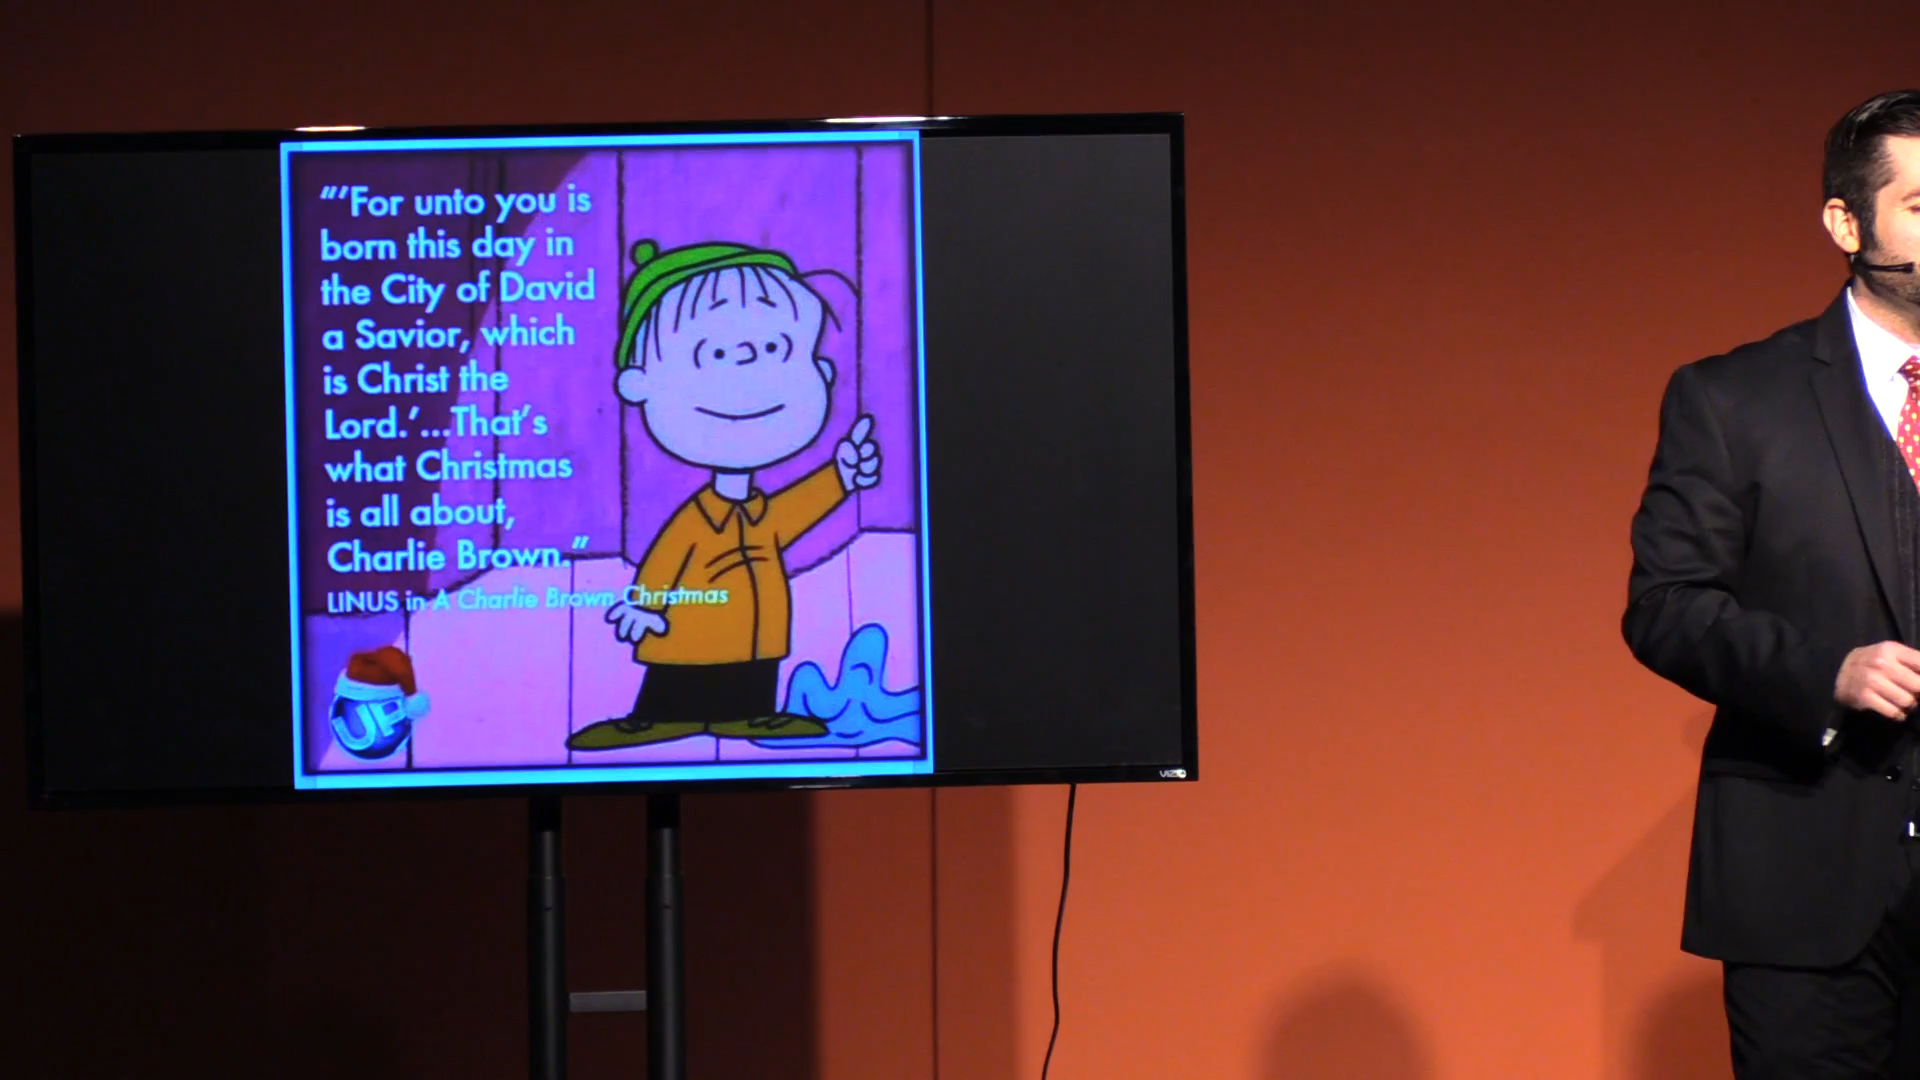 “‘For unto you is
born this day in
the City of David
a Savior, which
is Christ the
Lord.’...That’s
what Christmas
is all about,
Charlie Brown.”
LINUS in A Charlie Brown Christmas
UP
VIZIO